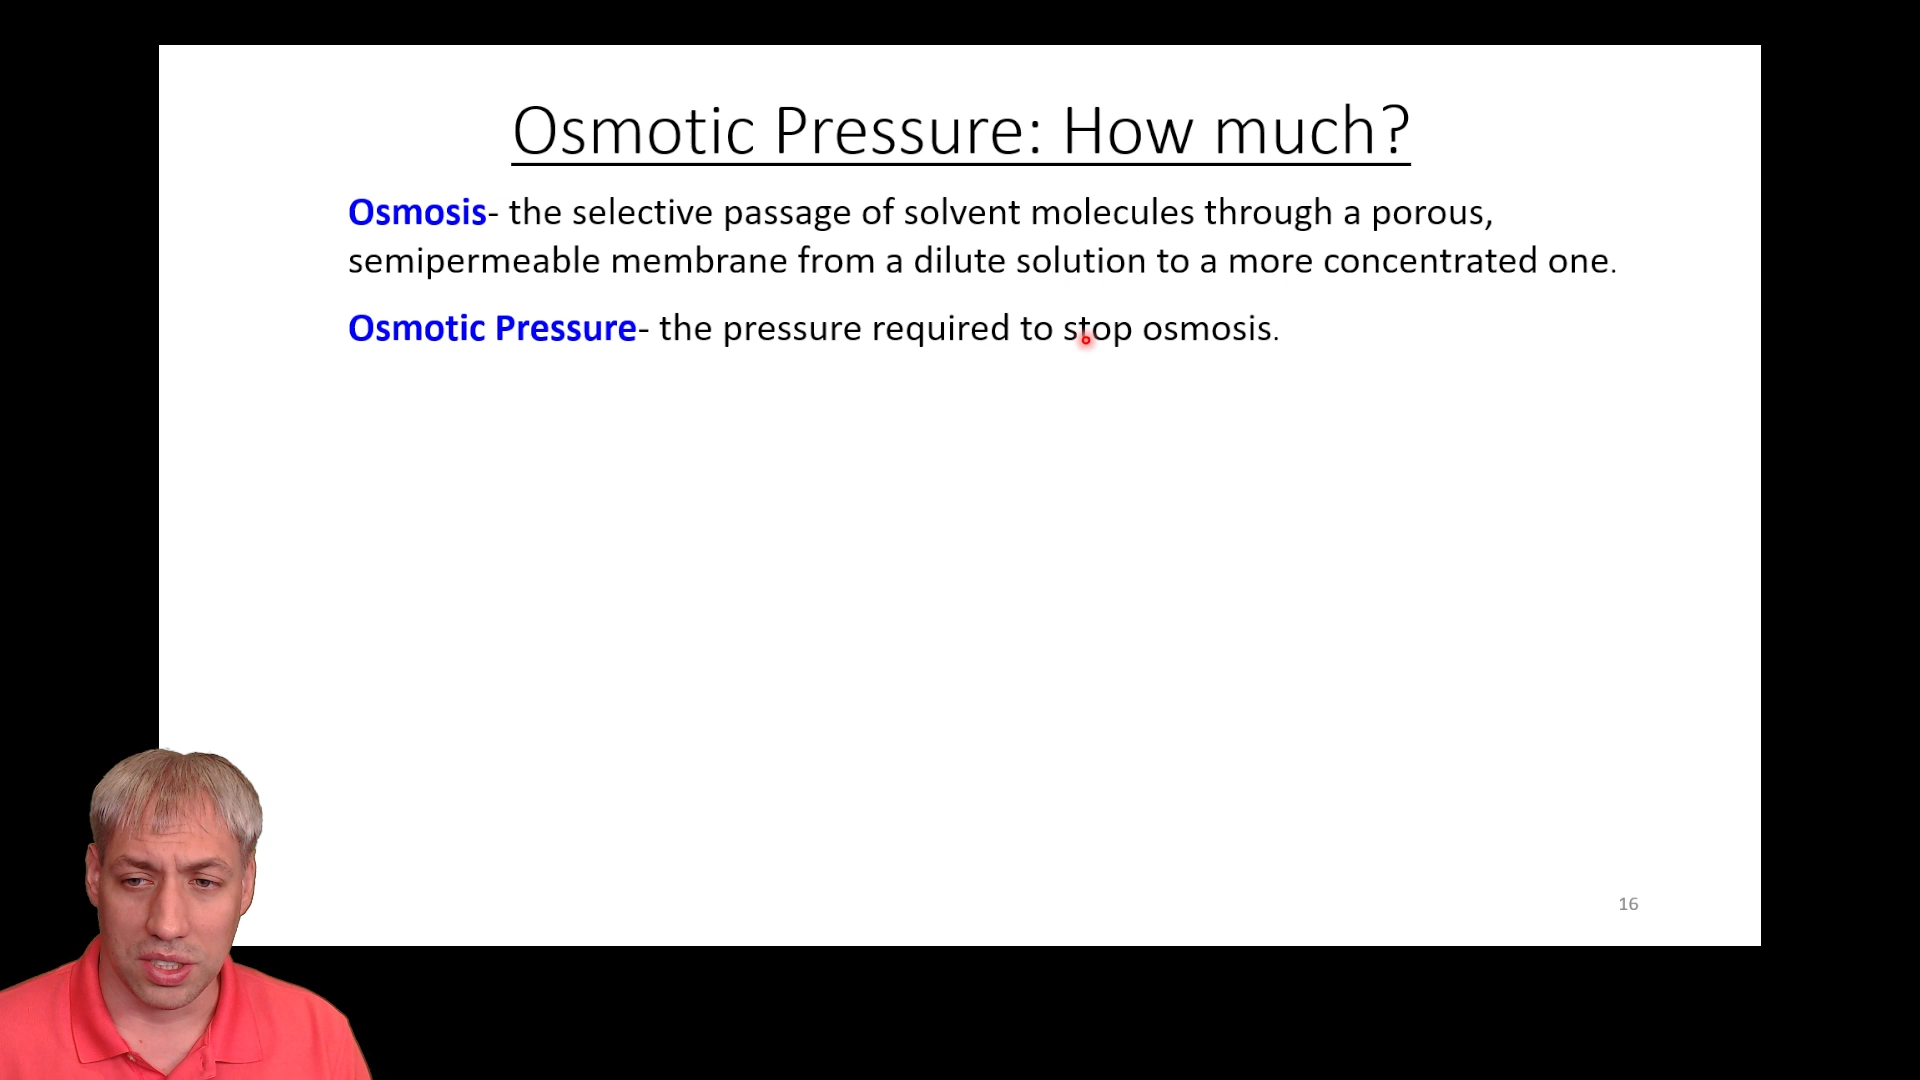 Osmotic Pressure: How much?
Osmosis- the selective passage of solvent molecules through a porous,
semipermeable membrane from a dilute solution to a more concentrated one.
Osmotic Pressure- the pressure required to stop osmosis.
16